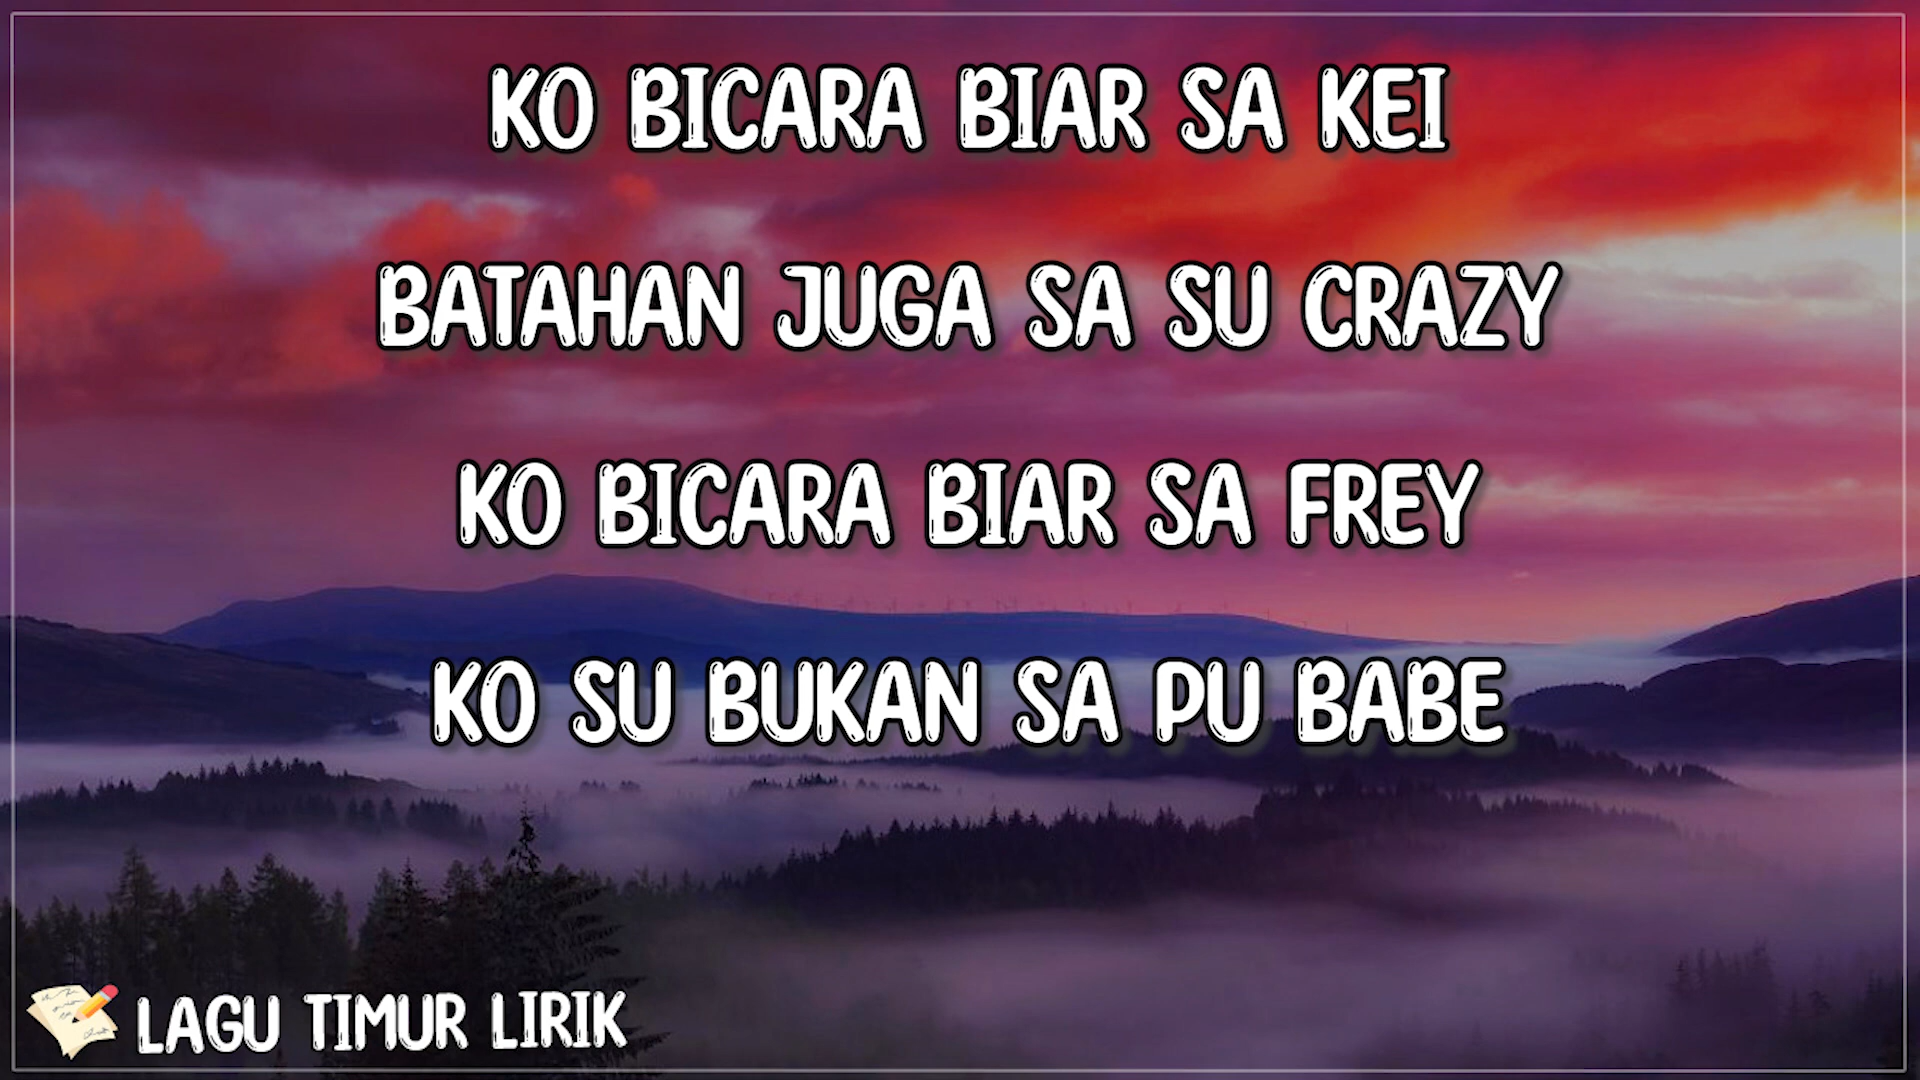 KO BICARA BIAR SA KEI
BATAHAN JUGA SA SU CRAZY
KO BICARA BIAR SA FREY
KO SU BUKAN SA PU BABE
LAGU TIMUR LIRIK